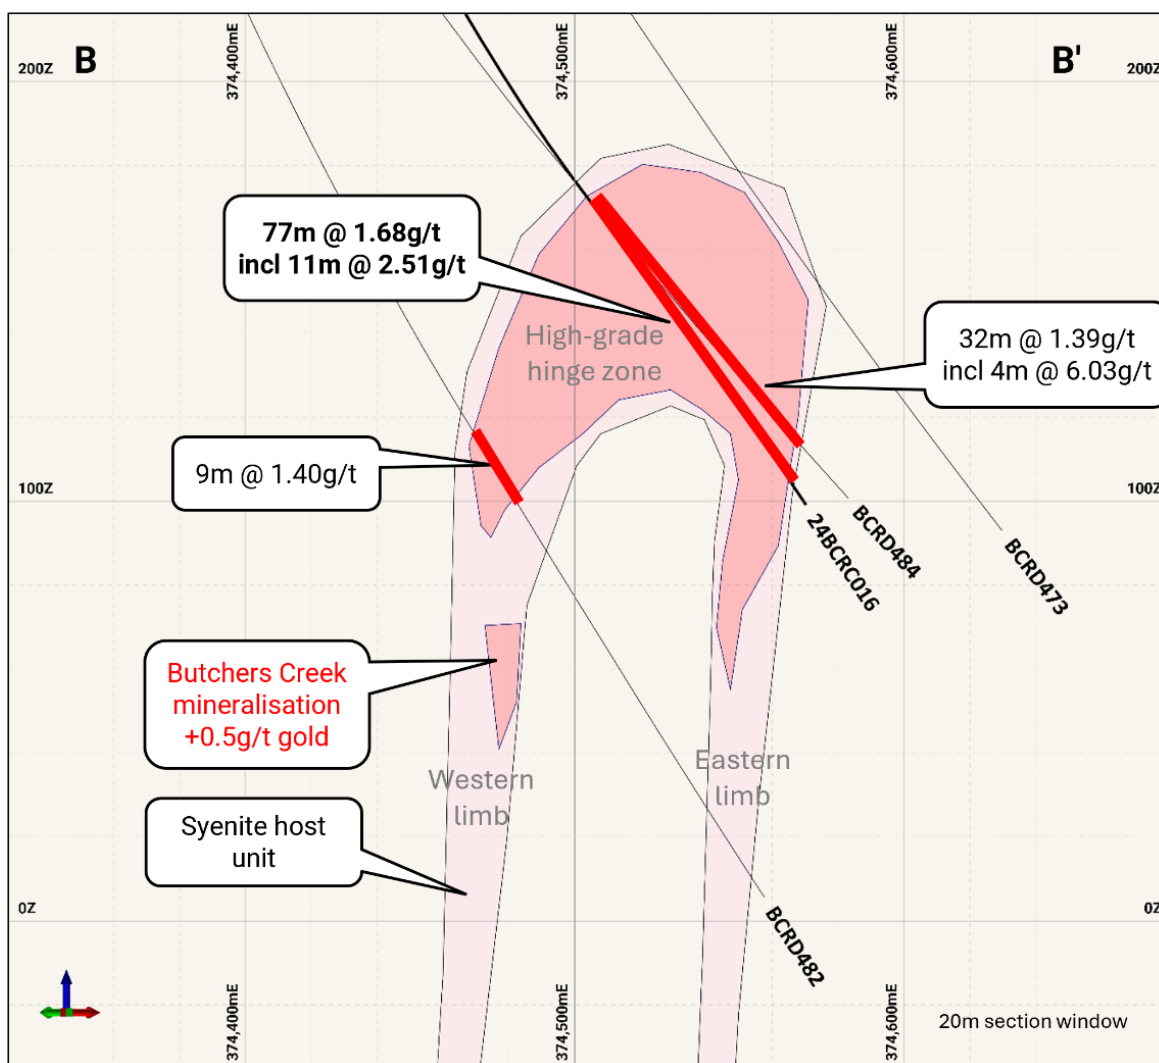 B
B'
374,400mE
374,500mE
374,600mE
200Z
200Z
77m @ 1.68g/t
incl 11m @ 2.51g/t
High-grade
hinge zone
32m @ 1.39g/t
incl 4m @ 6.03g/t
9m @ 1.40g/t
100Z
100Z
24BCRC016
BCRD484
BCRD473
Butchers Creek
mineralisation
+0.5g/t gold
Western
limb
Eastern
limb
Syenite host
unit
0Z
0Z
BCRD482
374,400mE
374,500mE
374,600mE
20m section window